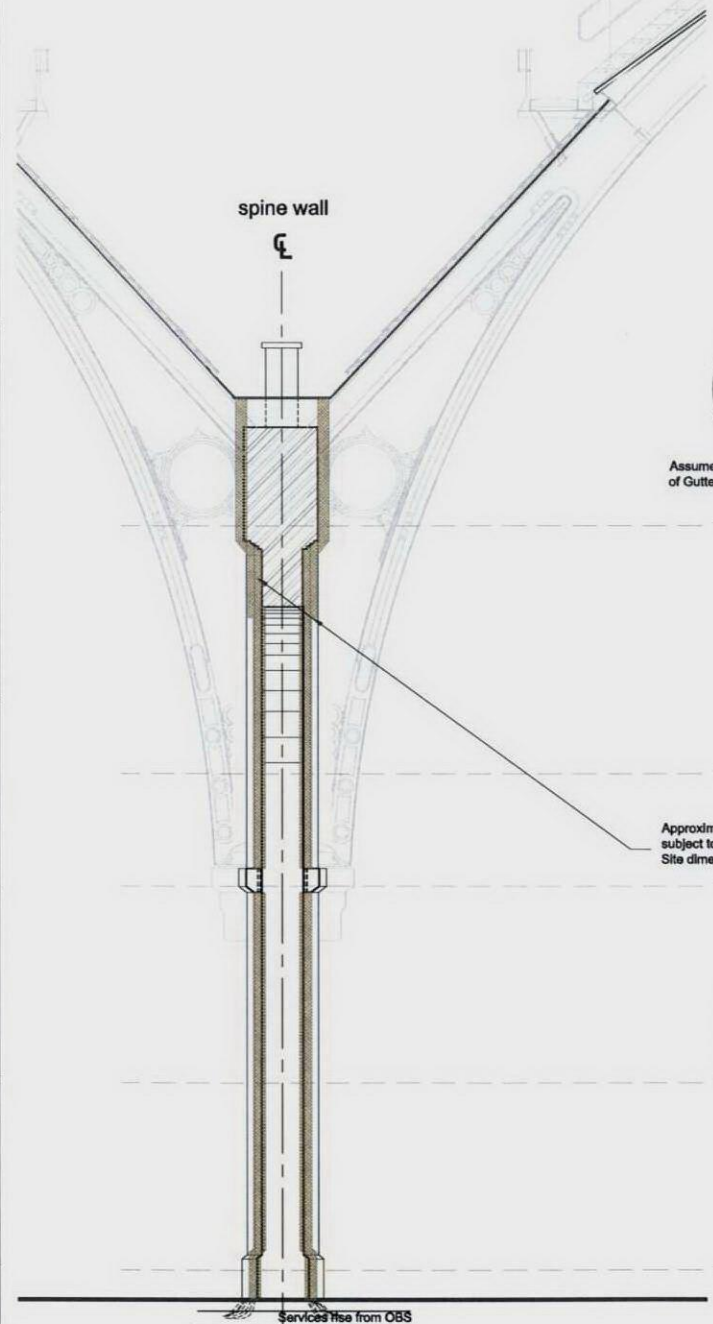 spine wall
℄
Assume
of Gutte
Approxim
subject to
Site dime
Services rise from OBS